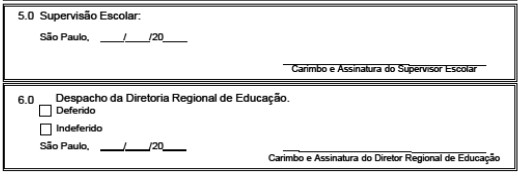 5.0 Supervisão Escolar:
São Paulo, ____/____/20____
Carimbo e Assinatura do Supervisor Escolar
6.0 Despacho da Diretoria Regional de Educação.
Deferido
Indeferido
São Paulo, ____/____/20____
Carimbo e Assinatura do Diretor Regional de Educação